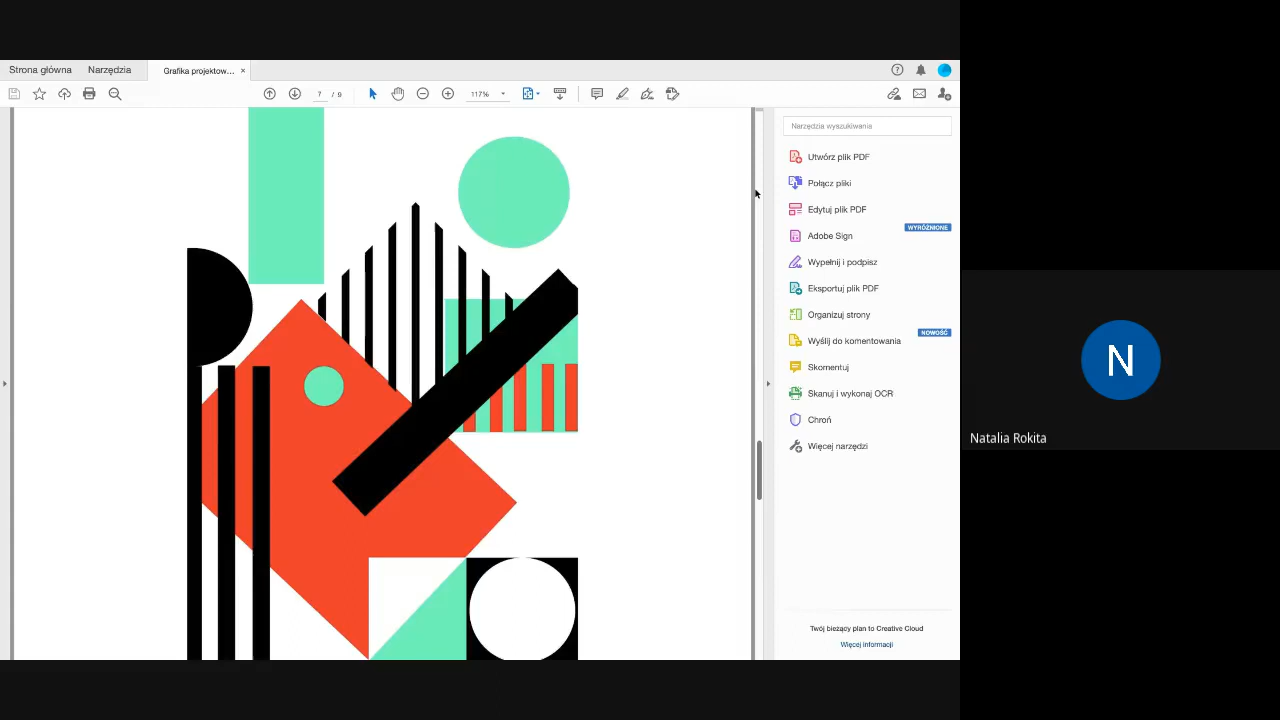 Strona główna
Narzędzia
Grafika projektow... ×
7 / 9
117%
Narzędzia wyszukiwania
Utwórz plik PDF
Połącz pliki
Edytuj plik PDF
WYRÓŻNIONE
Adobe Sign
Wypełnij i podpisz
Eksportuj plik PDF
Organizuj strony
NOWOŚĆ
Wyślij do komentowania
Skomentuj
Skanuj i wykonaj OCR
Chroń
Więcej narzędzi
Twój bieżący plan to Creative Cloud
Więcej informacji
N
Natalia Rokita